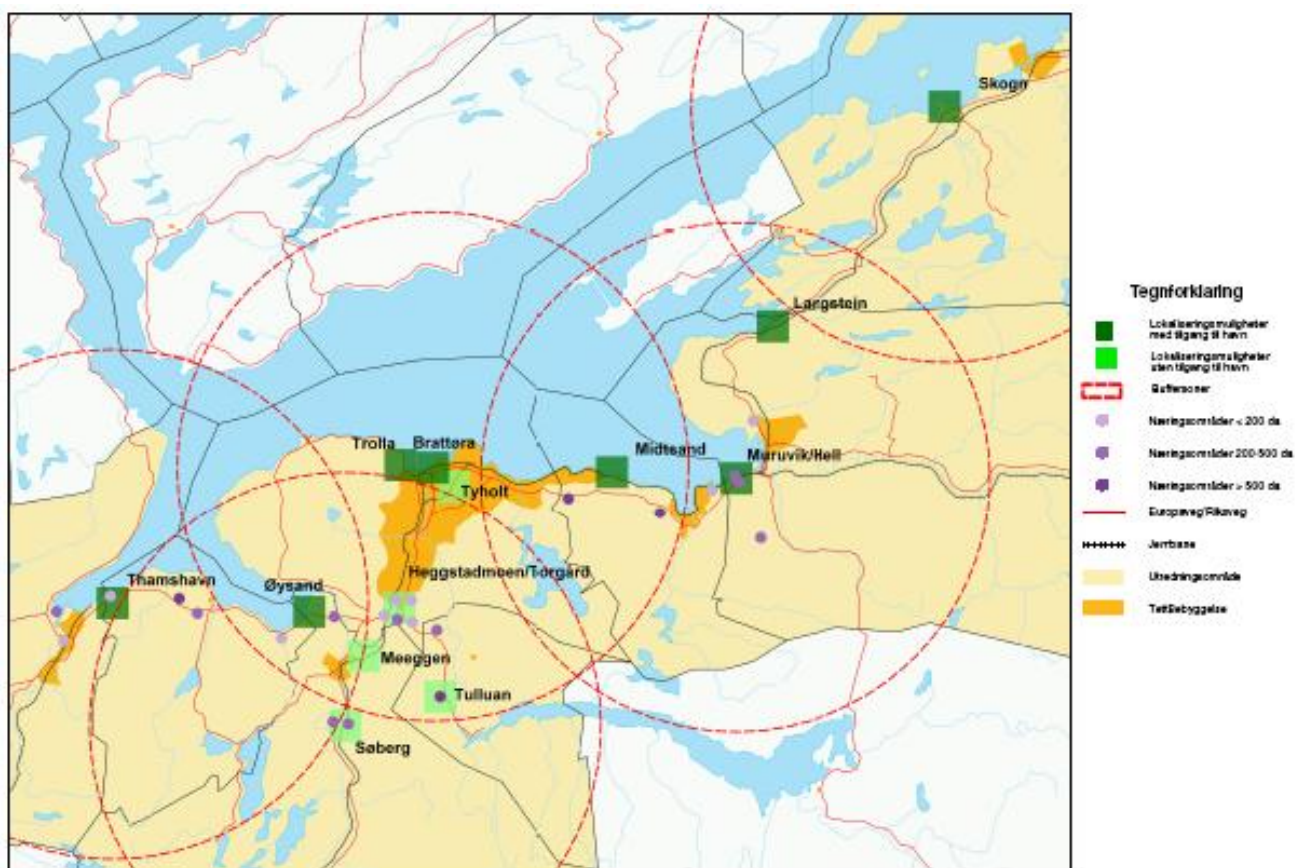 Skogn
Langstein
Trolla
Brattøra
Midtsand
Muruvik/Hell
Tyholt
Heggstadmoen/Torgård
Thamshavn
Øysand
Meeggen
Tulluan
Søberg
Tegnforklaring
Lokaliseringsmuligheter
med tilgang til havn
Lokaliseringsmuligheter
uten tilgang til havn
Buffersoner
Næringsområder < 200 da
Næringsområder 200-500 da
Næringsområder > 500 da
Europaveg/Riksveg
Jernbane
Utredningsområde
Tettbebyggelse